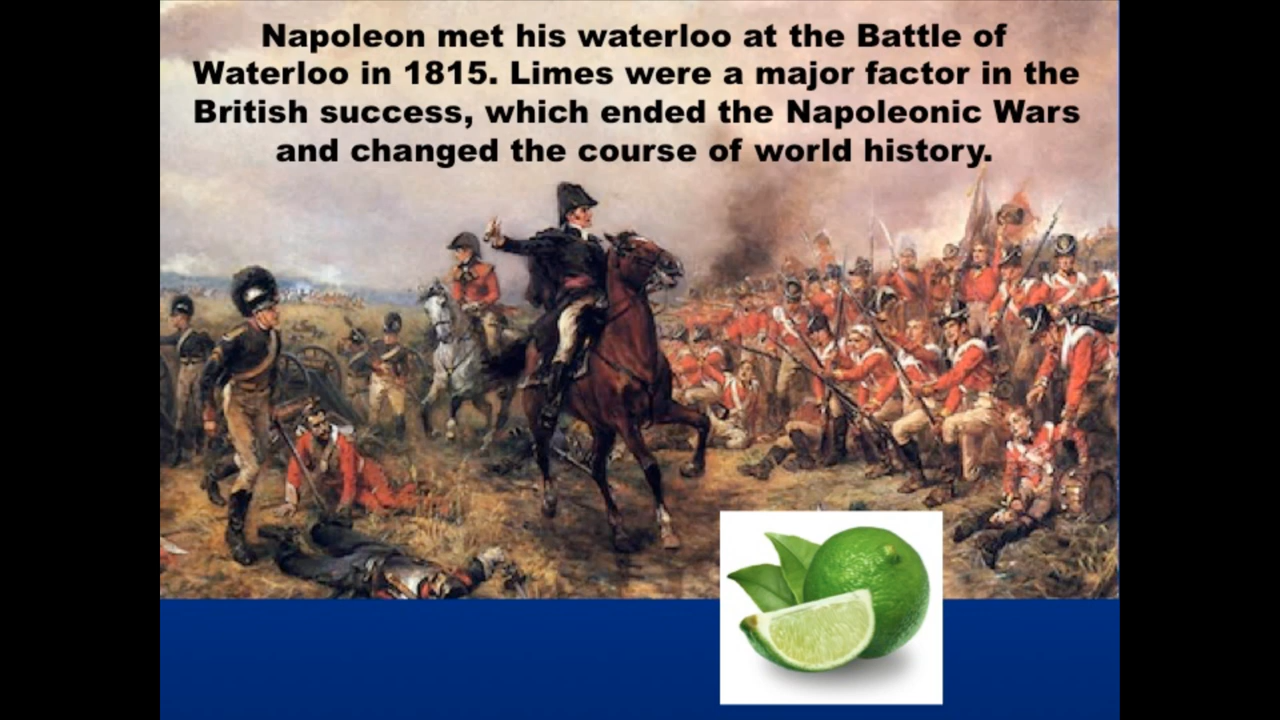 Napoleon met his waterloo at the Battle of
Waterloo in 1815. Limes were a major factor in the
British success, which ended the Napoleonic Wars
and changed the course of world history.